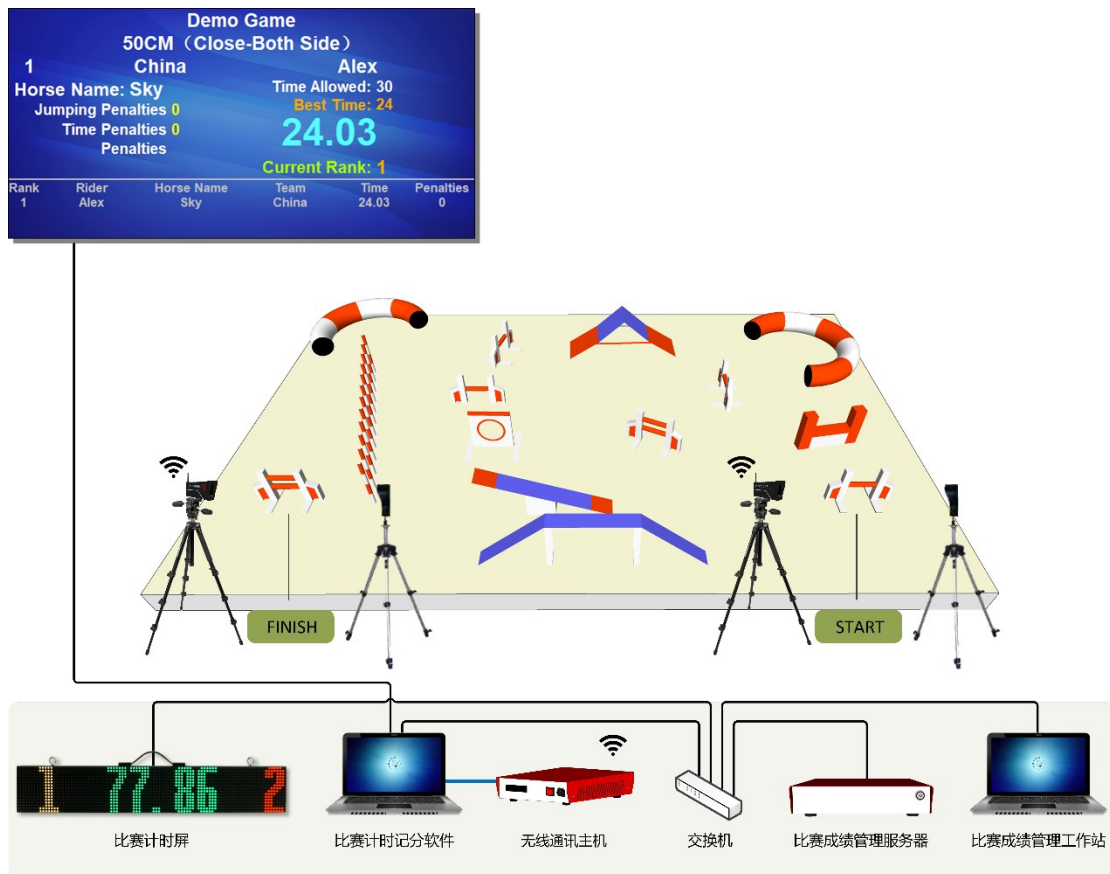 Demo Game
50CM（Close-Both Side）
1 China Alex
Horse Name: Sky Time Allowed: 30
Jumping Penalties 0 Best Time: 24
Time Penalties 0 24.03
Penalties
Current Rank: 1
Rank Rider Horse Name Team Time Penalties
1 Alex Sky China 24.03 0
FINISH START
1 77.86 2
比赛计时屏 比赛计时记分软件 无线通讯主机 交换机 比赛成绩管理服务器 比赛成绩管理工作站